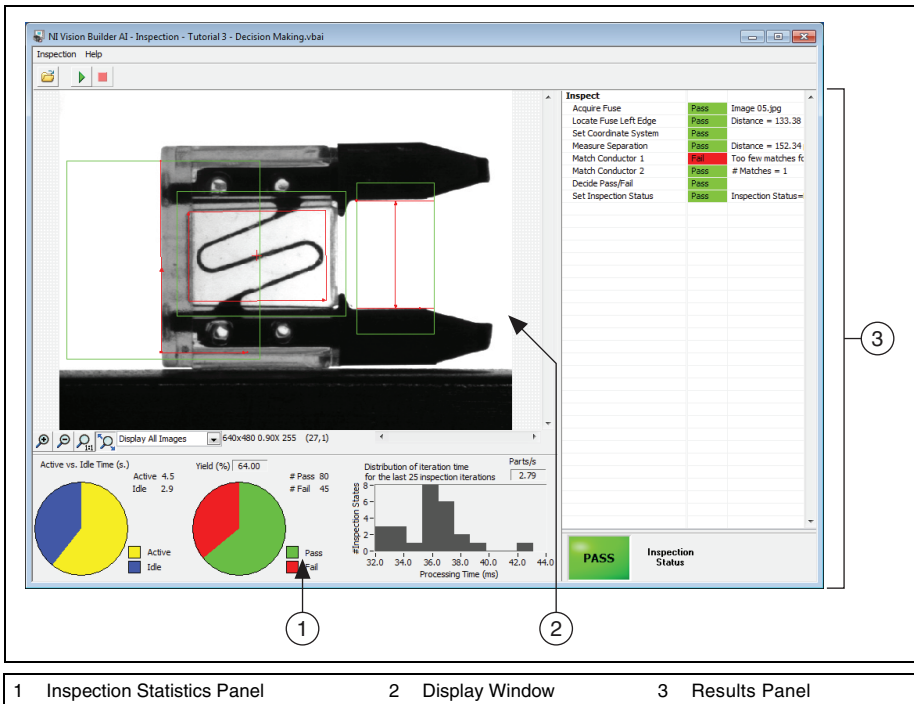 NI Vision Builder AI - Inspection - Tutorial 3 - Decision Making.vbai
Inspection Help
Inspect
Acquire Fuse Pass Image 05.jpg
Locate Fuse Left Edge Pass Distance = 133.38
Set Coordinate System Pass
Measure Separation Pass Distance = 152.34
Match Conductor 1 Fail Too few matches fo
Match Conductor 2 Pass # Matches = 1
Decide Pass/Fail Pass
Set Inspection Status Pass Inspection Status=
3
1:1 Display All Images 640x480 0.90X 255 (27,1)
Active vs. Idle Time (s.)
Active 4.5
Idle 2.9
Active
Idle
Yield (%) 64.00
# Pass 80
# Fail 45
Pass
Fail
Distribution of iteration time
for the last 25 inspection iterations
Parts/s
2.79
#Inspection States
8
6
4
2
0
32.0 34.0 36.0 38.0 40.0 42.0 44.0
Processing Time (ms)
PASS
Inspection
Status
1
2
1 Inspection Statistics Panel 2 Display Window 3 Results Panel